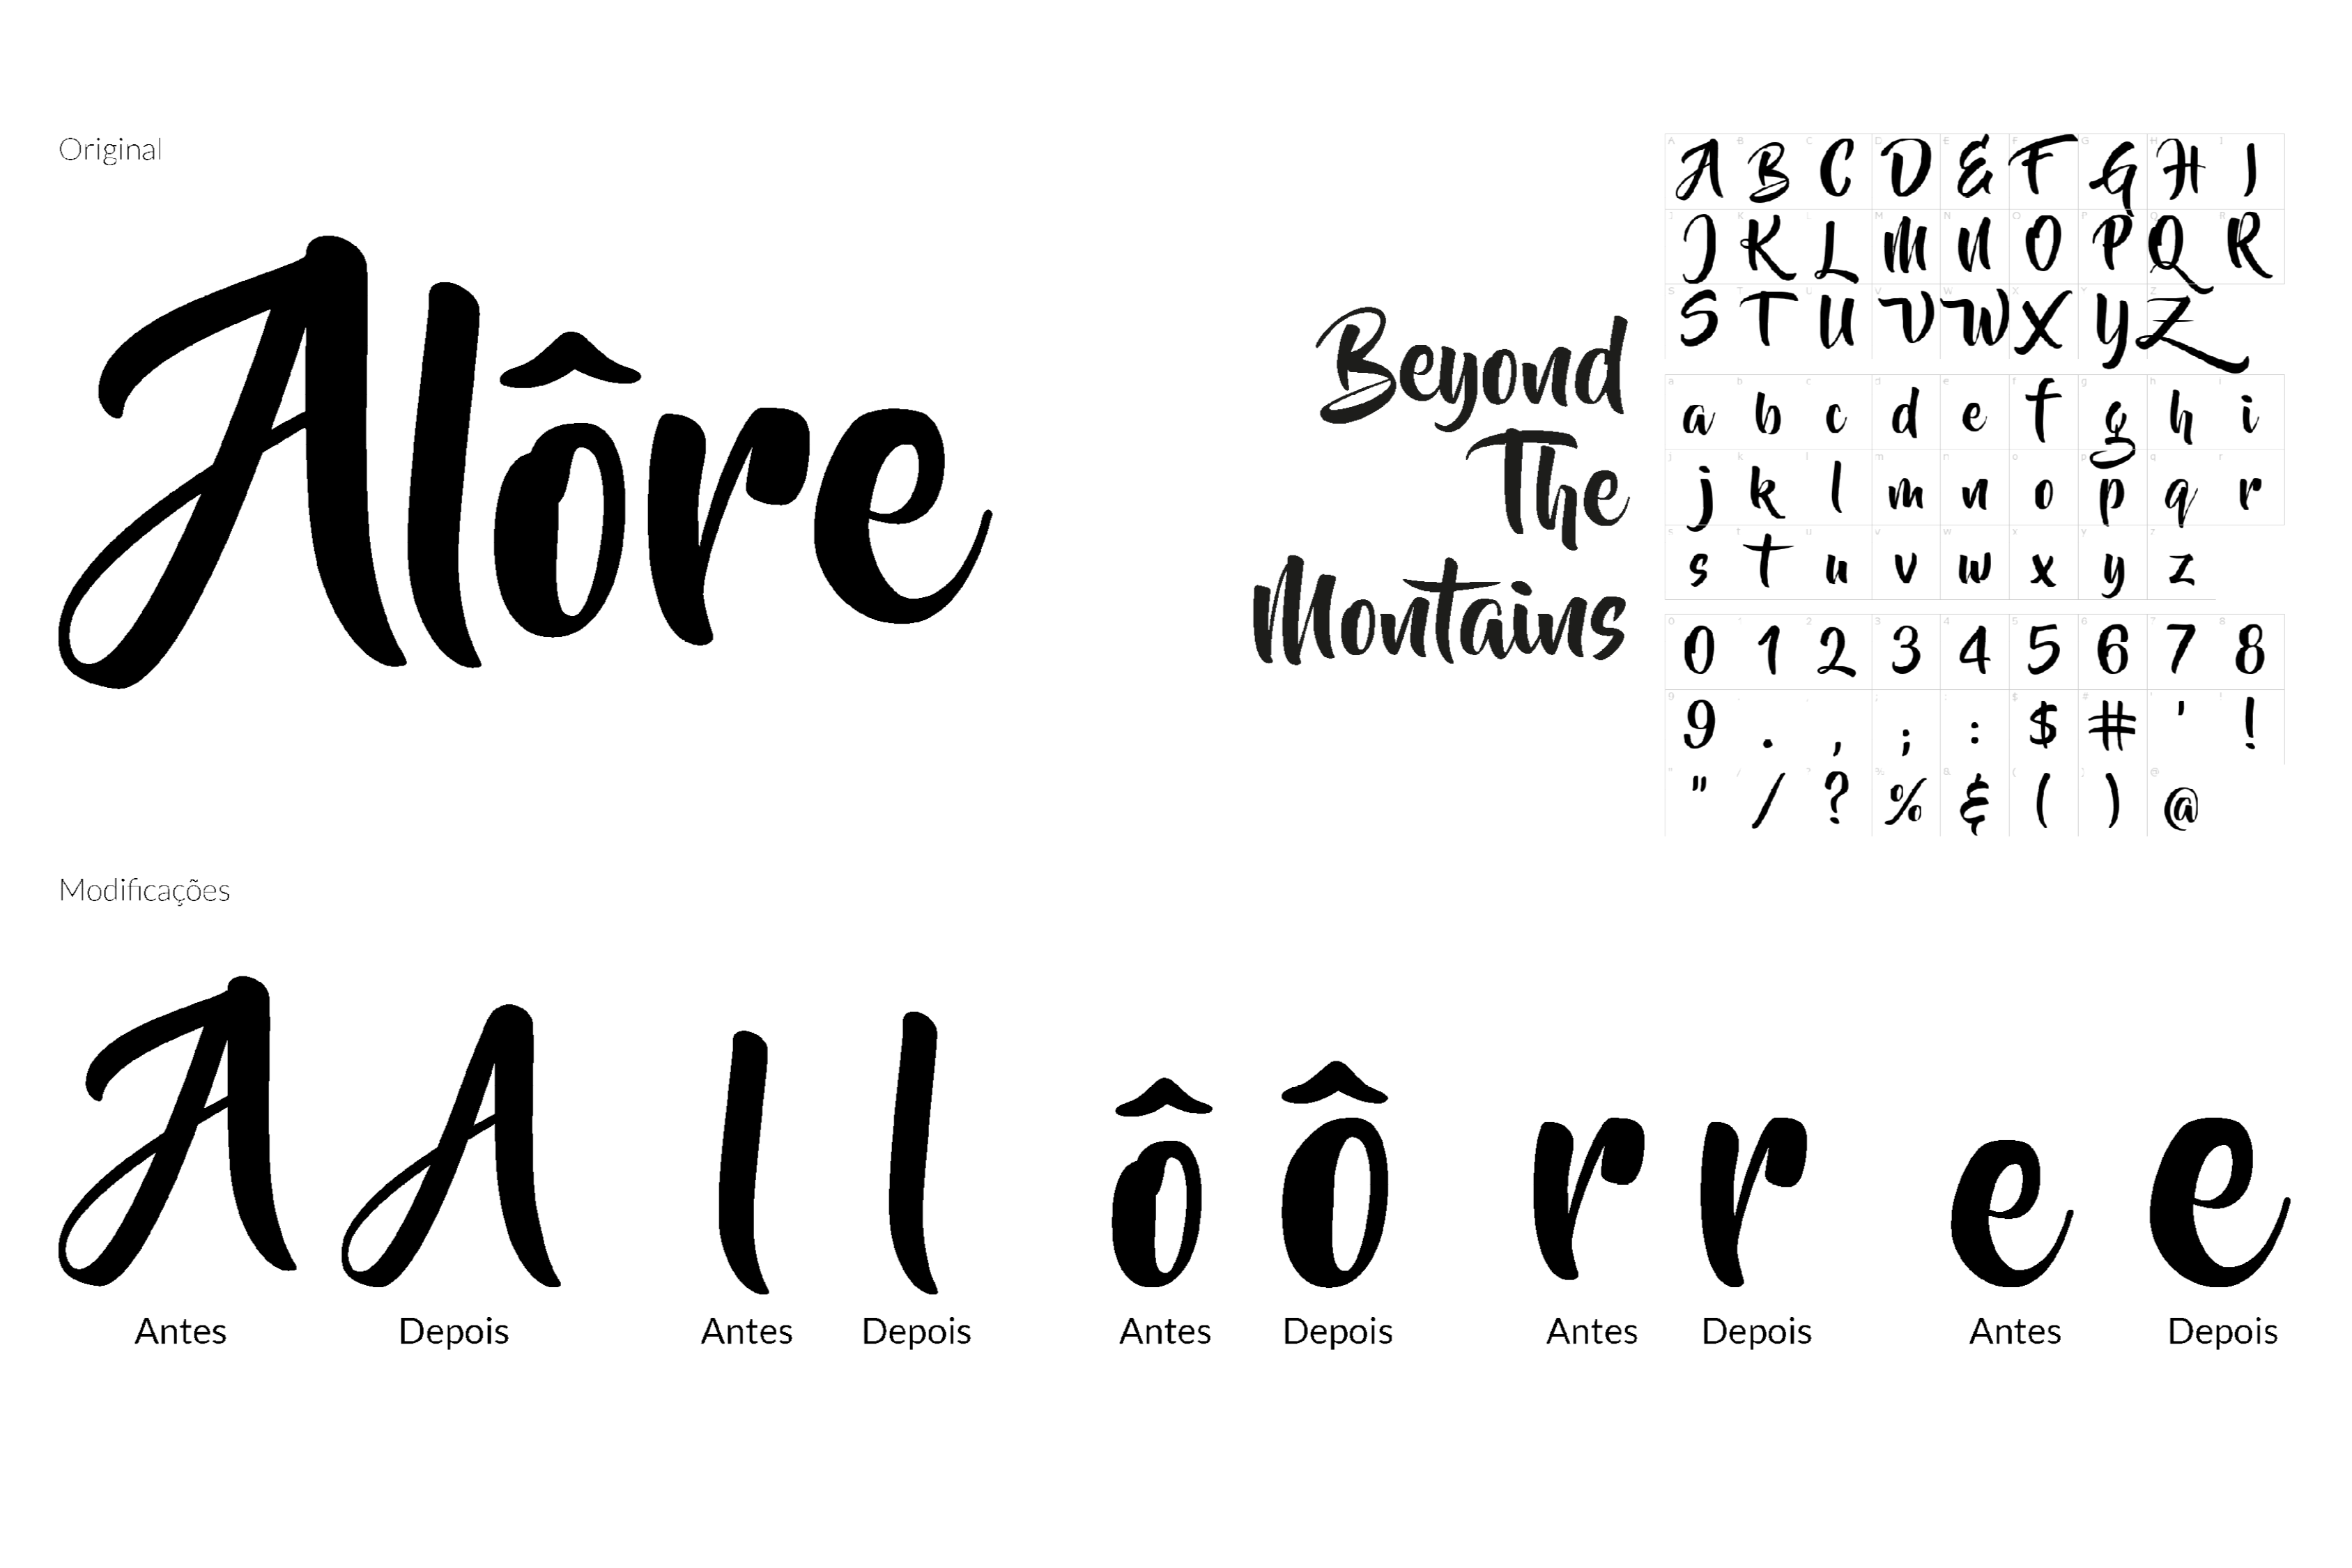 Original
Alôre
Beyond
The
Montains
A B C D E F G H I
J K L M N O P Q R
S T U V W X Y Z
a b c d e f g h i
j k l m n o p q r
s t u v w x y z
0 1 2 3 4 5 6 7 8
9 . , ; : $ # ' !
" / ? % & ( ) @
Modificações
A A l l ô ô r r e e
Antes Depois Antes Depois Antes Depois Antes Depois Antes Depois